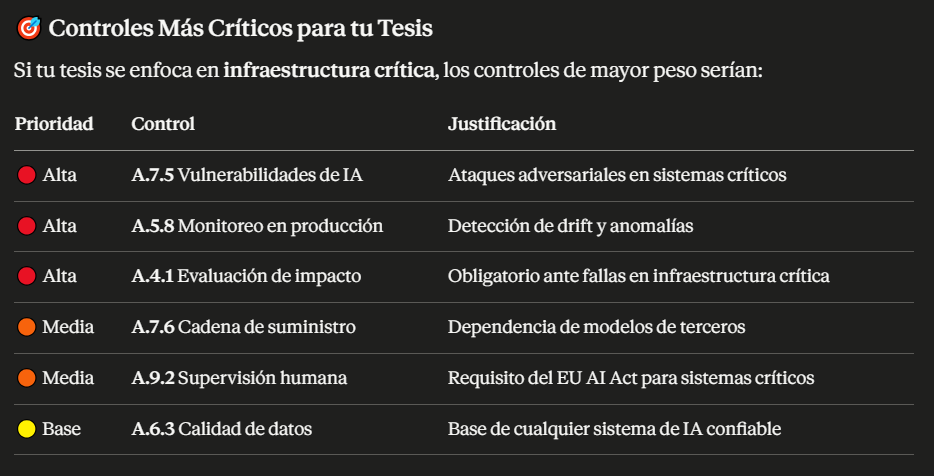 🎯 Controles Más Críticos para tu Tesis
Si tu tesis se enfoca en infraestructura crítica, los controles de mayor peso serían:
Prioridad Control Justificación
🔴 Alta A.7.5 Vulnerabilidades de IA Ataques adversariales en sistemas críticos
🔴 Alta A.5.8 Monitoreo en producción Detección de drift y anomalías
🔴 Alta A.4.1 Evaluación de impacto Obligatorio ante fallas en infraestructura crítica
🟠 Media A.7.6 Cadena de suministro Dependencia de modelos de terceros
🟠 Media A.9.2 Supervisión humana Requisito del EU AI Act para sistemas críticos
🟡 Base A.6.3 Calidad de datos Base de cualquier sistema de IA confiable